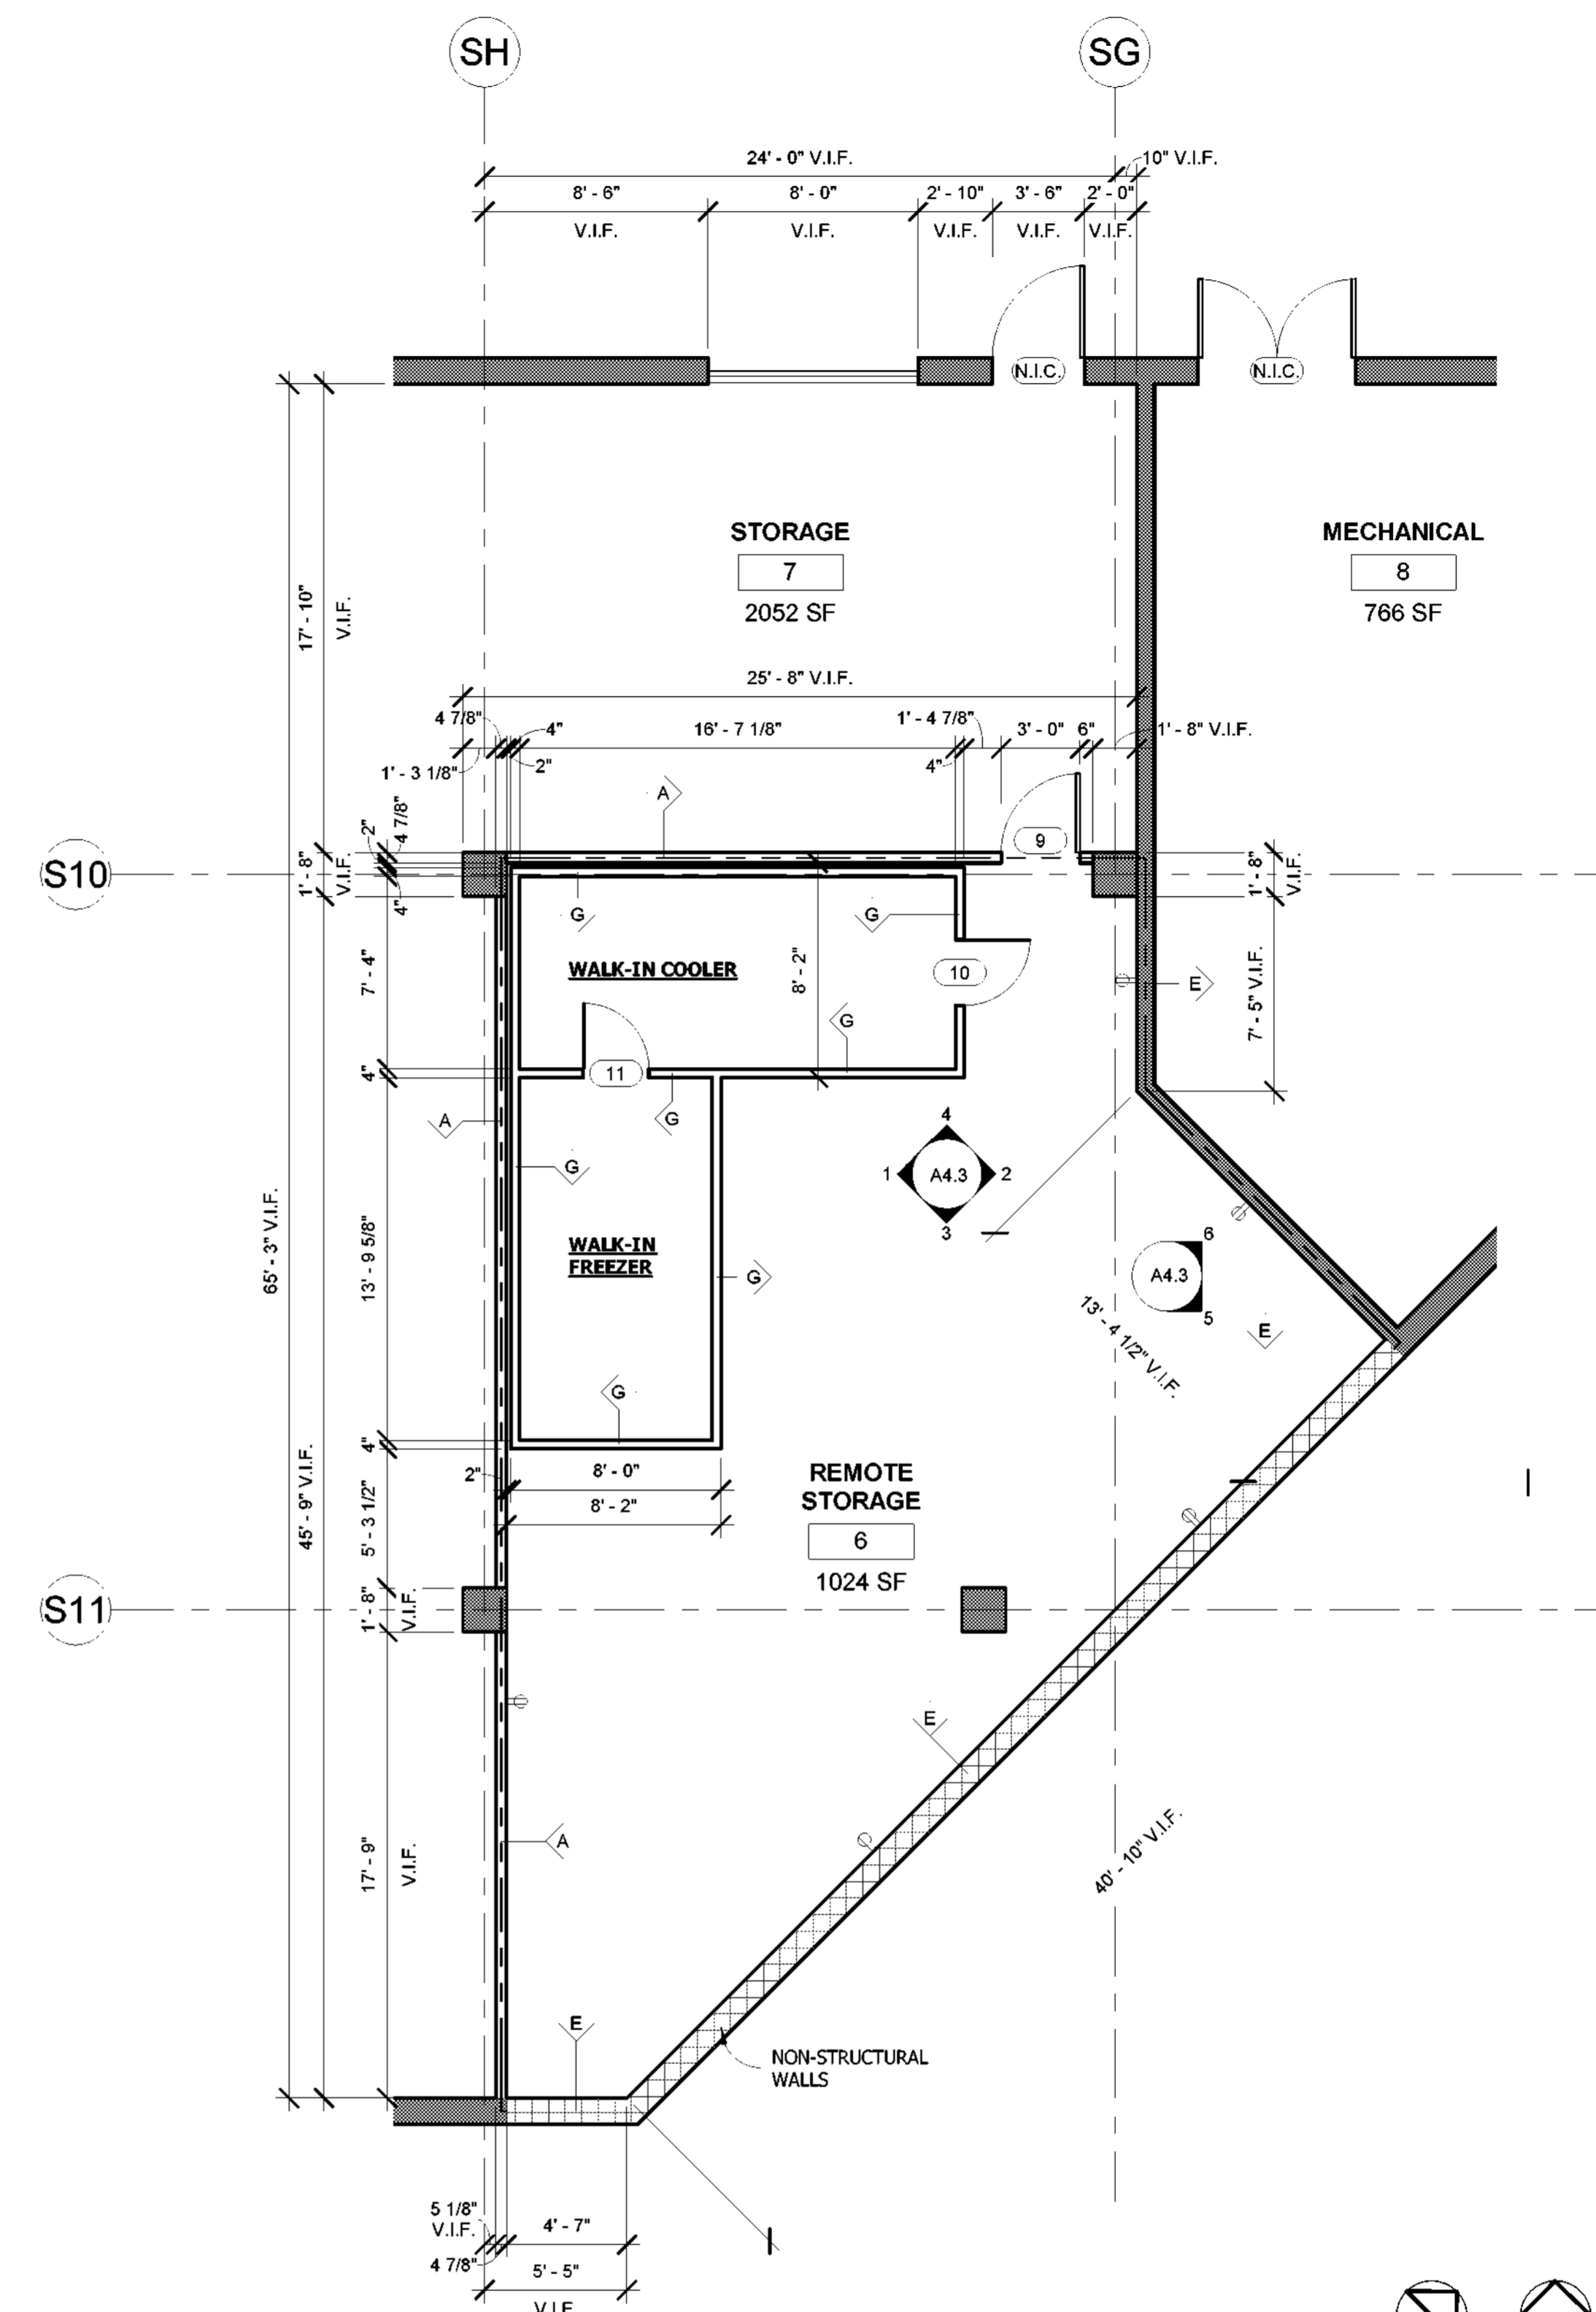 SH
SG
24' - 0" V.I.F.
10" V.I.F.
8' - 6"
8' - 0"
2' - 10"
3' - 6"
2' - 0"
V.I.F.
V.I.F.
V.I.F.
V.I.F.
V.I.F.
N.I.C.
N.I.C.
STORAGE
7
2052 SF
MECHANICAL
8
766 SF
17' - 10"
V.I.F.
25' - 8" V.I.F.
4 7/8"
4"
16' - 7 1/8"
1' - 4 7/8"
3' - 0"
6"
1' - 8" V.I.F.
1' - 3 1/8"
2"
4"
A
9
S10
2"
4 7/8"
1' - 8"
V.I.F.
4"
1' - 8"
V.I.F.
G
G
WALK-IN COOLER
8' - 2"
10
E
7' - 5" V.I.F.
7' - 4"
G
11
4"
A
G
G
4
1
A4.3
2
3
65' - 3" V.I.F.
13' - 9 5/8"
WALK-IN
FREEZER
G
6
A4.3
5
13' - 4 1/2" V.I.F.
E
G
4"
45' - 9" V.I.F.
2"
8' - 0"
8' - 2"
5' - 3 1/2"
REMOTE
STORAGE
6
1024 SF
S11
1' - 8"
V.I.F.
E
A
17' - 9"
V.I.F.
40' - 10" V.I.F.
E
NON-STRUCTURAL
WALLS
5 1/8"
V.I.F.
4' - 7"
4 7/8"
5' - 5"
V.I.F.